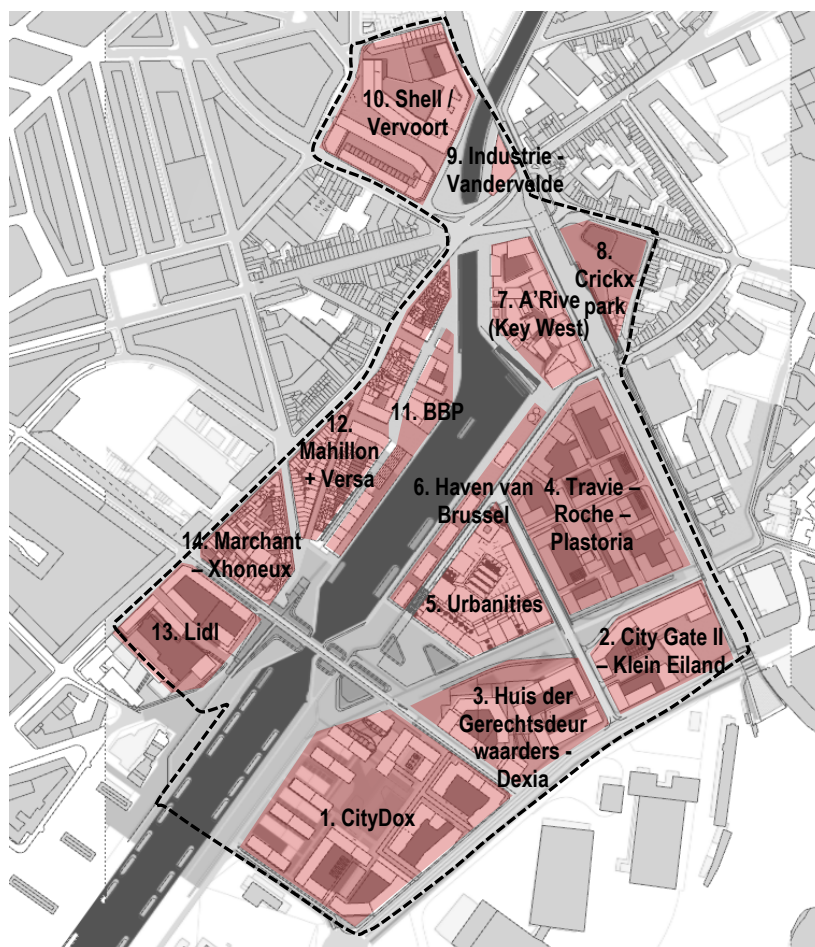 10. Shell /
Vervoort
9. Industrie -
Vandervelde
8.
Crickx
park
7. A'Rive
(Key West)
11. BBP
12.
Mahillon
+ Versa
6. Haven van
Brussel
4. Travie –
Roche –
Plastoria
14. Marchant
– Xhoneux
5. Urbanities
13. Lidl
2. City Gate II
– Klein Eiland
3. Huis der
Gerechtsdeur
waarders -
Dexia
1. CityDox